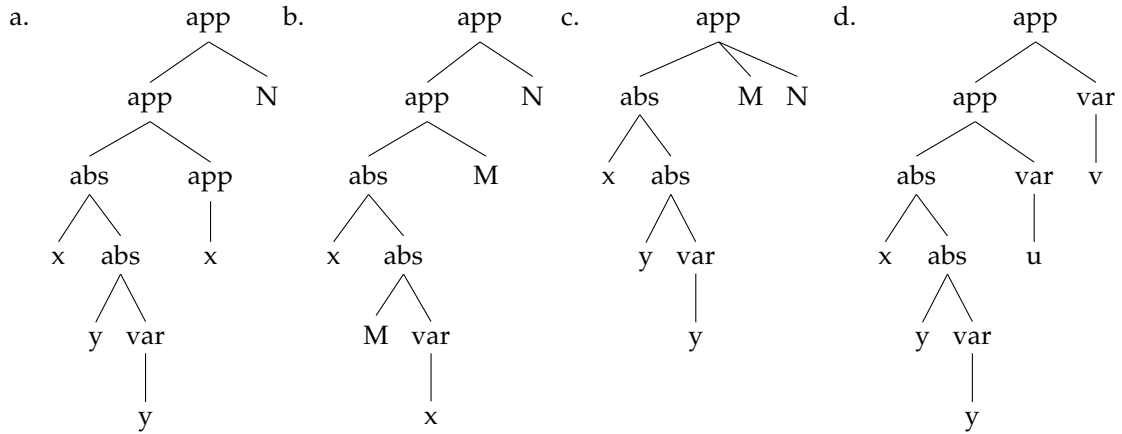 a. app b. app c. app d. app
app N app N abs M N app var
abs app abs M x abs abs var v
x abs x x abs y var x abs u
y var M var y y var
y x y